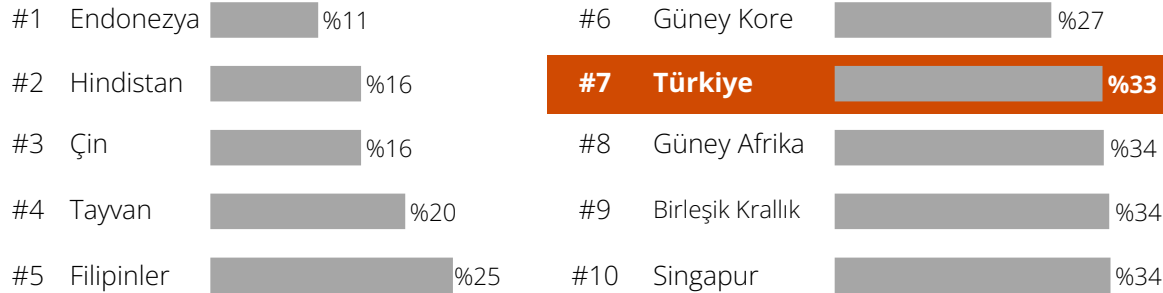 #1 Endonezya %11
#2 Hindistan %16
#3 Çin %16
#4 Tayvan %20
#5 Filipinler %25
#6 Güney Kore %27
#7 Türkiye %33
#8 Güney Afrika %34
#9 Birleşik Krallık %34
#10 Singapur %34